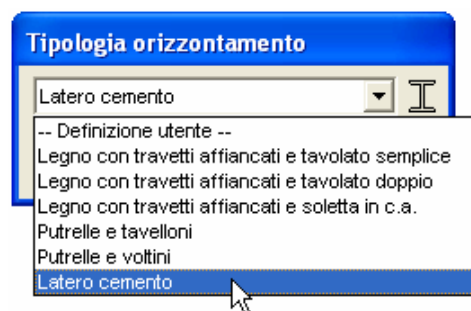 Tipologia orizzontamento
Latero cemento
-- Definizione utente --
Legno con travetti affiancati e tavolato semplice
Legno con travetti affiancati e tavolato doppio
Legno con travetti affiancati e soletta in c.a.
Putrelle e tavelloni
Putrelle e voltini
Latero cemento